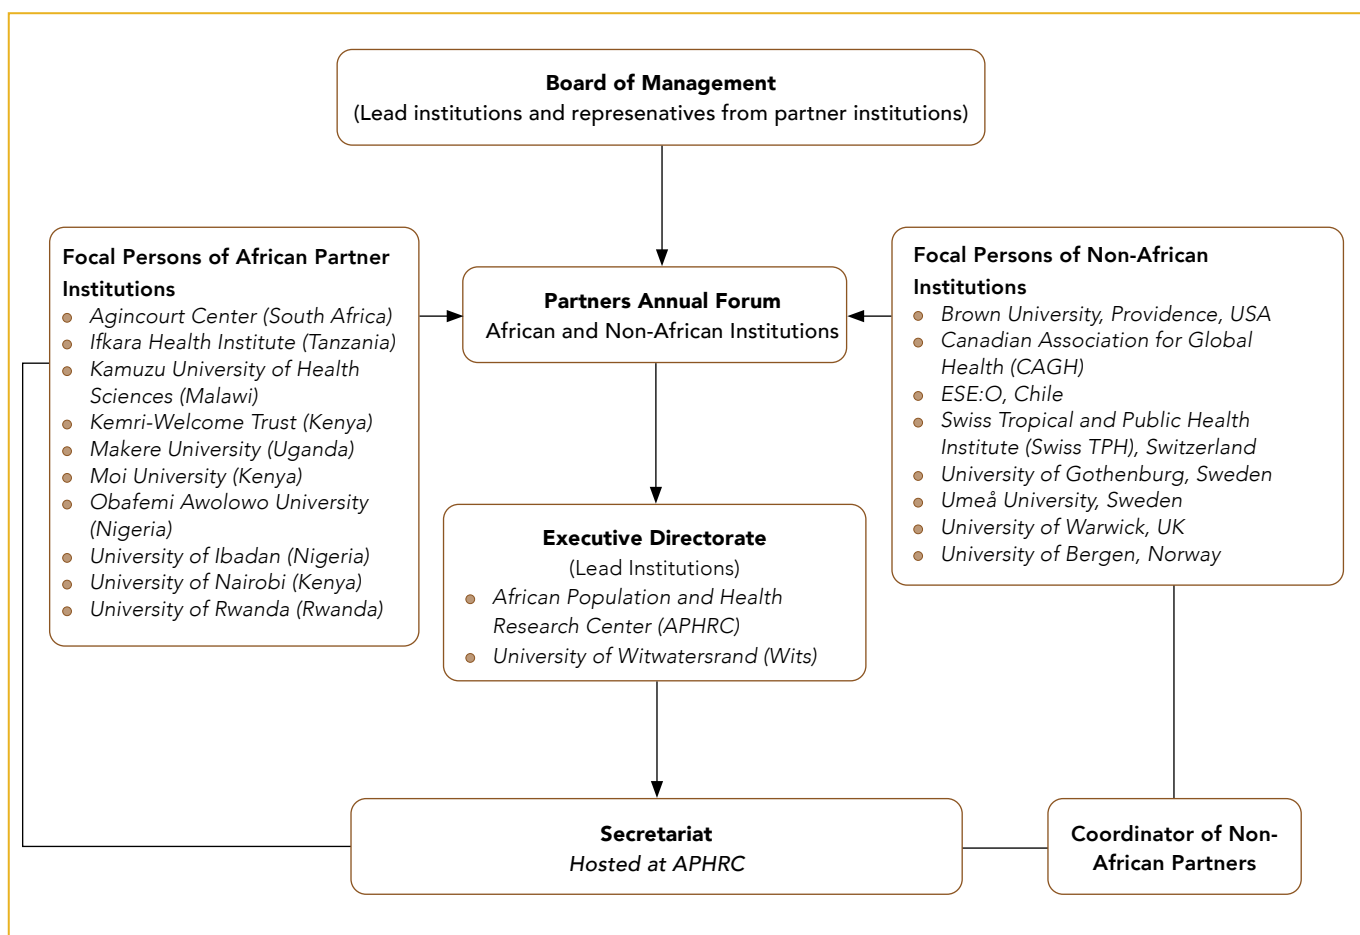 Board of Management
(Lead institutions and represenatives from partner institutions)
Focal Persons of African Partner
Institutions
Agincourt Center (South Africa)
Ifkara Health Institute (Tanzania)
Kamuzu University of Health
Sciences (Malawi)
Kemri-Welcome Trust (Kenya)
Makere University (Uganda)
Moi University (Kenya)
Obafemi Awolowo University
(Nigeria)
University of Ibadan (Nigeria)
University of Nairobi (Kenya)
University of Rwanda (Rwanda)
Partners Annual Forum
African and Non-African Institutions
Focal Persons of Non-African
Institutions
Brown University, Providence, USA
Canadian Association for Global
Health (CAGH)
ESE:O, Chile
Swiss Tropical and Public Health
Institute (Swiss TPH), Switzerland
University of Gothenburg, Sweden
Umeå University, Sweden
University of Warwick, UK
University of Bergen, Norway
Executive Directorate
(Lead Institutions)
African Population and Health
Research Center (APHRC)
University of Witwatersrand (Wits)
Secretariat
Hosted at APHRC
Coordinator of Non-
African Partners